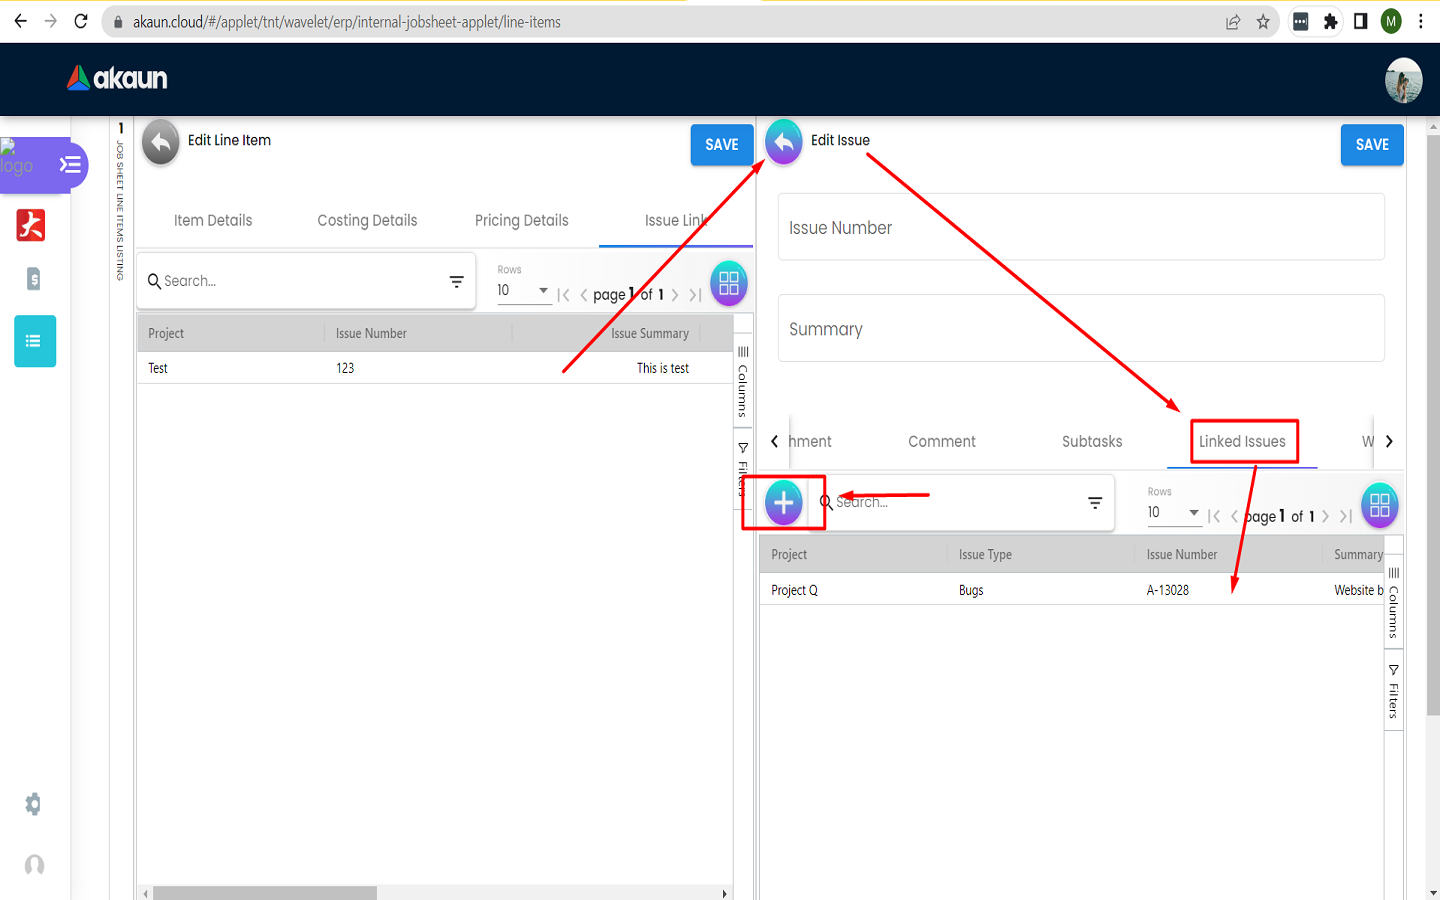 akaun.cloud/#/applet/tnt/wavelet/erp/internal-jobsheet-applet/line-items
M
akaun
logo
大
$
1
JOB SHEET LINE ITEMS LISTING
Edit Line Item
SAVE
Item Details
Costing Details
Pricing Details
Issue Link
Search...
Rows
10
page 1 of 1
Project
Issue Number
Issue Summary
Test
123
This is test
Columns
Filters
Edit Issue
SAVE
Issue Number
Summary
hment
Comment
Subtasks
Linked Issues
W
Search...
Rows
10
page 1 of 1
Project
Issue Type
Issue Number
Summary
Project Q
Bugs
A-13028
Website b
Columns
Filters